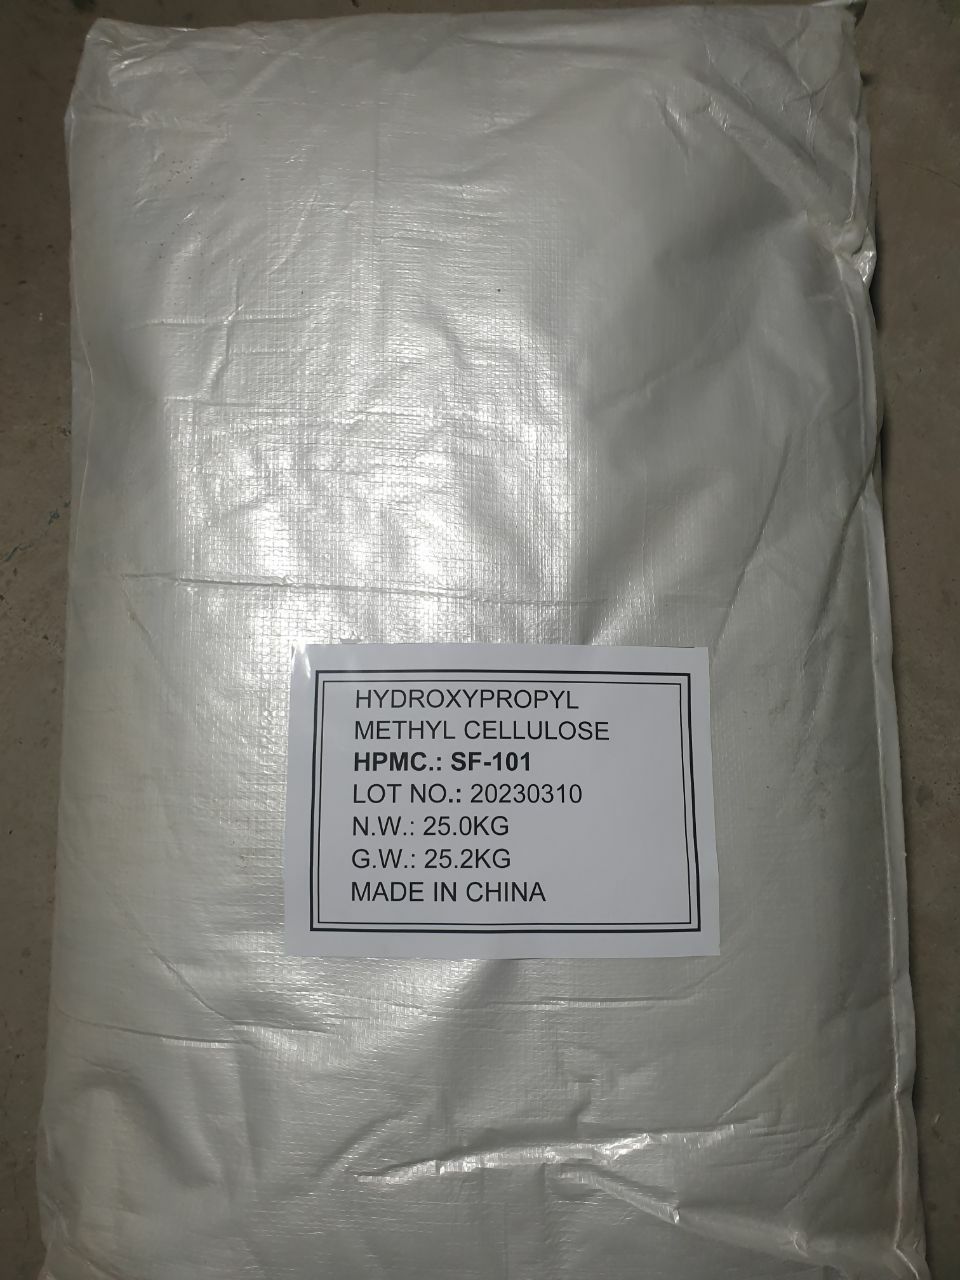 HYDROXYPROPYL
METHYL CELLULOSE
HPMC.: SF-101
LOT NO.: 20230310
N.W.: 25.0KG
G.W.: 25.2KG
MADE IN CHINA